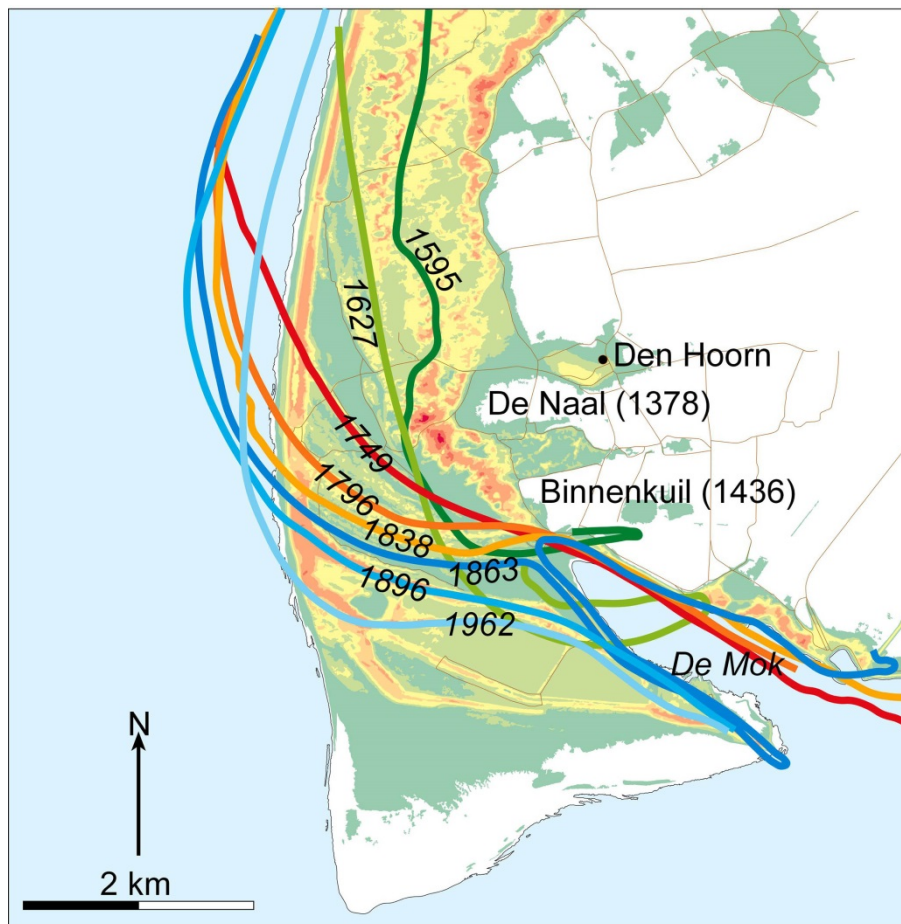 1595
1627
Den Hoorn
De Naal (1378)
1749
1796
Binnenkuil (1436)
1838
1863
1896
1962
De Mok
N
2 km